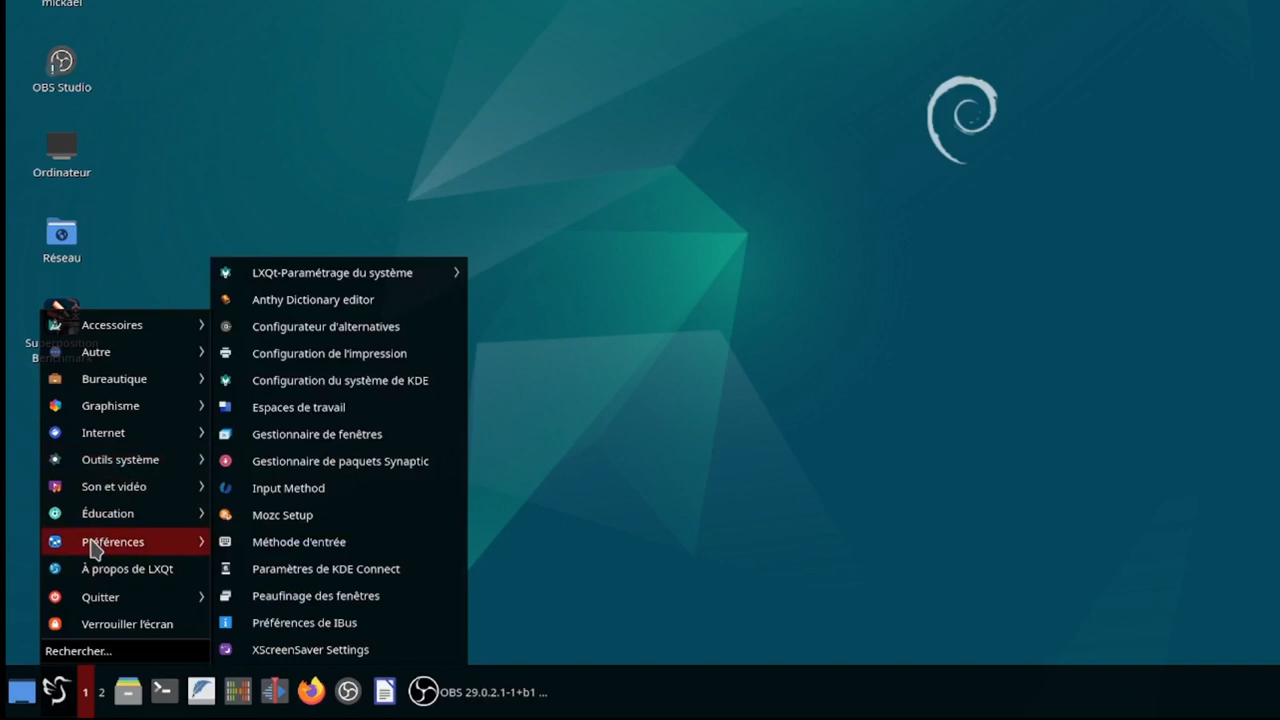 mickael
OBS Studio
Ordinateur
Réseau
Superposition
Benchmark
Accessoires
Autre
Bureautique
Graphisme
Internet
Outils système
Son et vidéo
Éducation
Préférences
À propos de LXQt
Quitter
Verrouiller l'écran
Rechercher...
LXQt-Paramétrage du système
Anthy Dictionary editor
Configurateur d'alternatives
Configuration de l'impression
Configuration du système de KDE
Espaces de travail
Gestionnaire de fenêtres
Gestionnaire de paquets Synaptic
Input Method
Mozc Setup
Méthode d'entrée
Paramètres de KDE Connect
Peaufinage des fenêtres
Préférences de IBus
XScreenSaver Settings
1 2 OBS 29.0.2.1-1+b1 ...